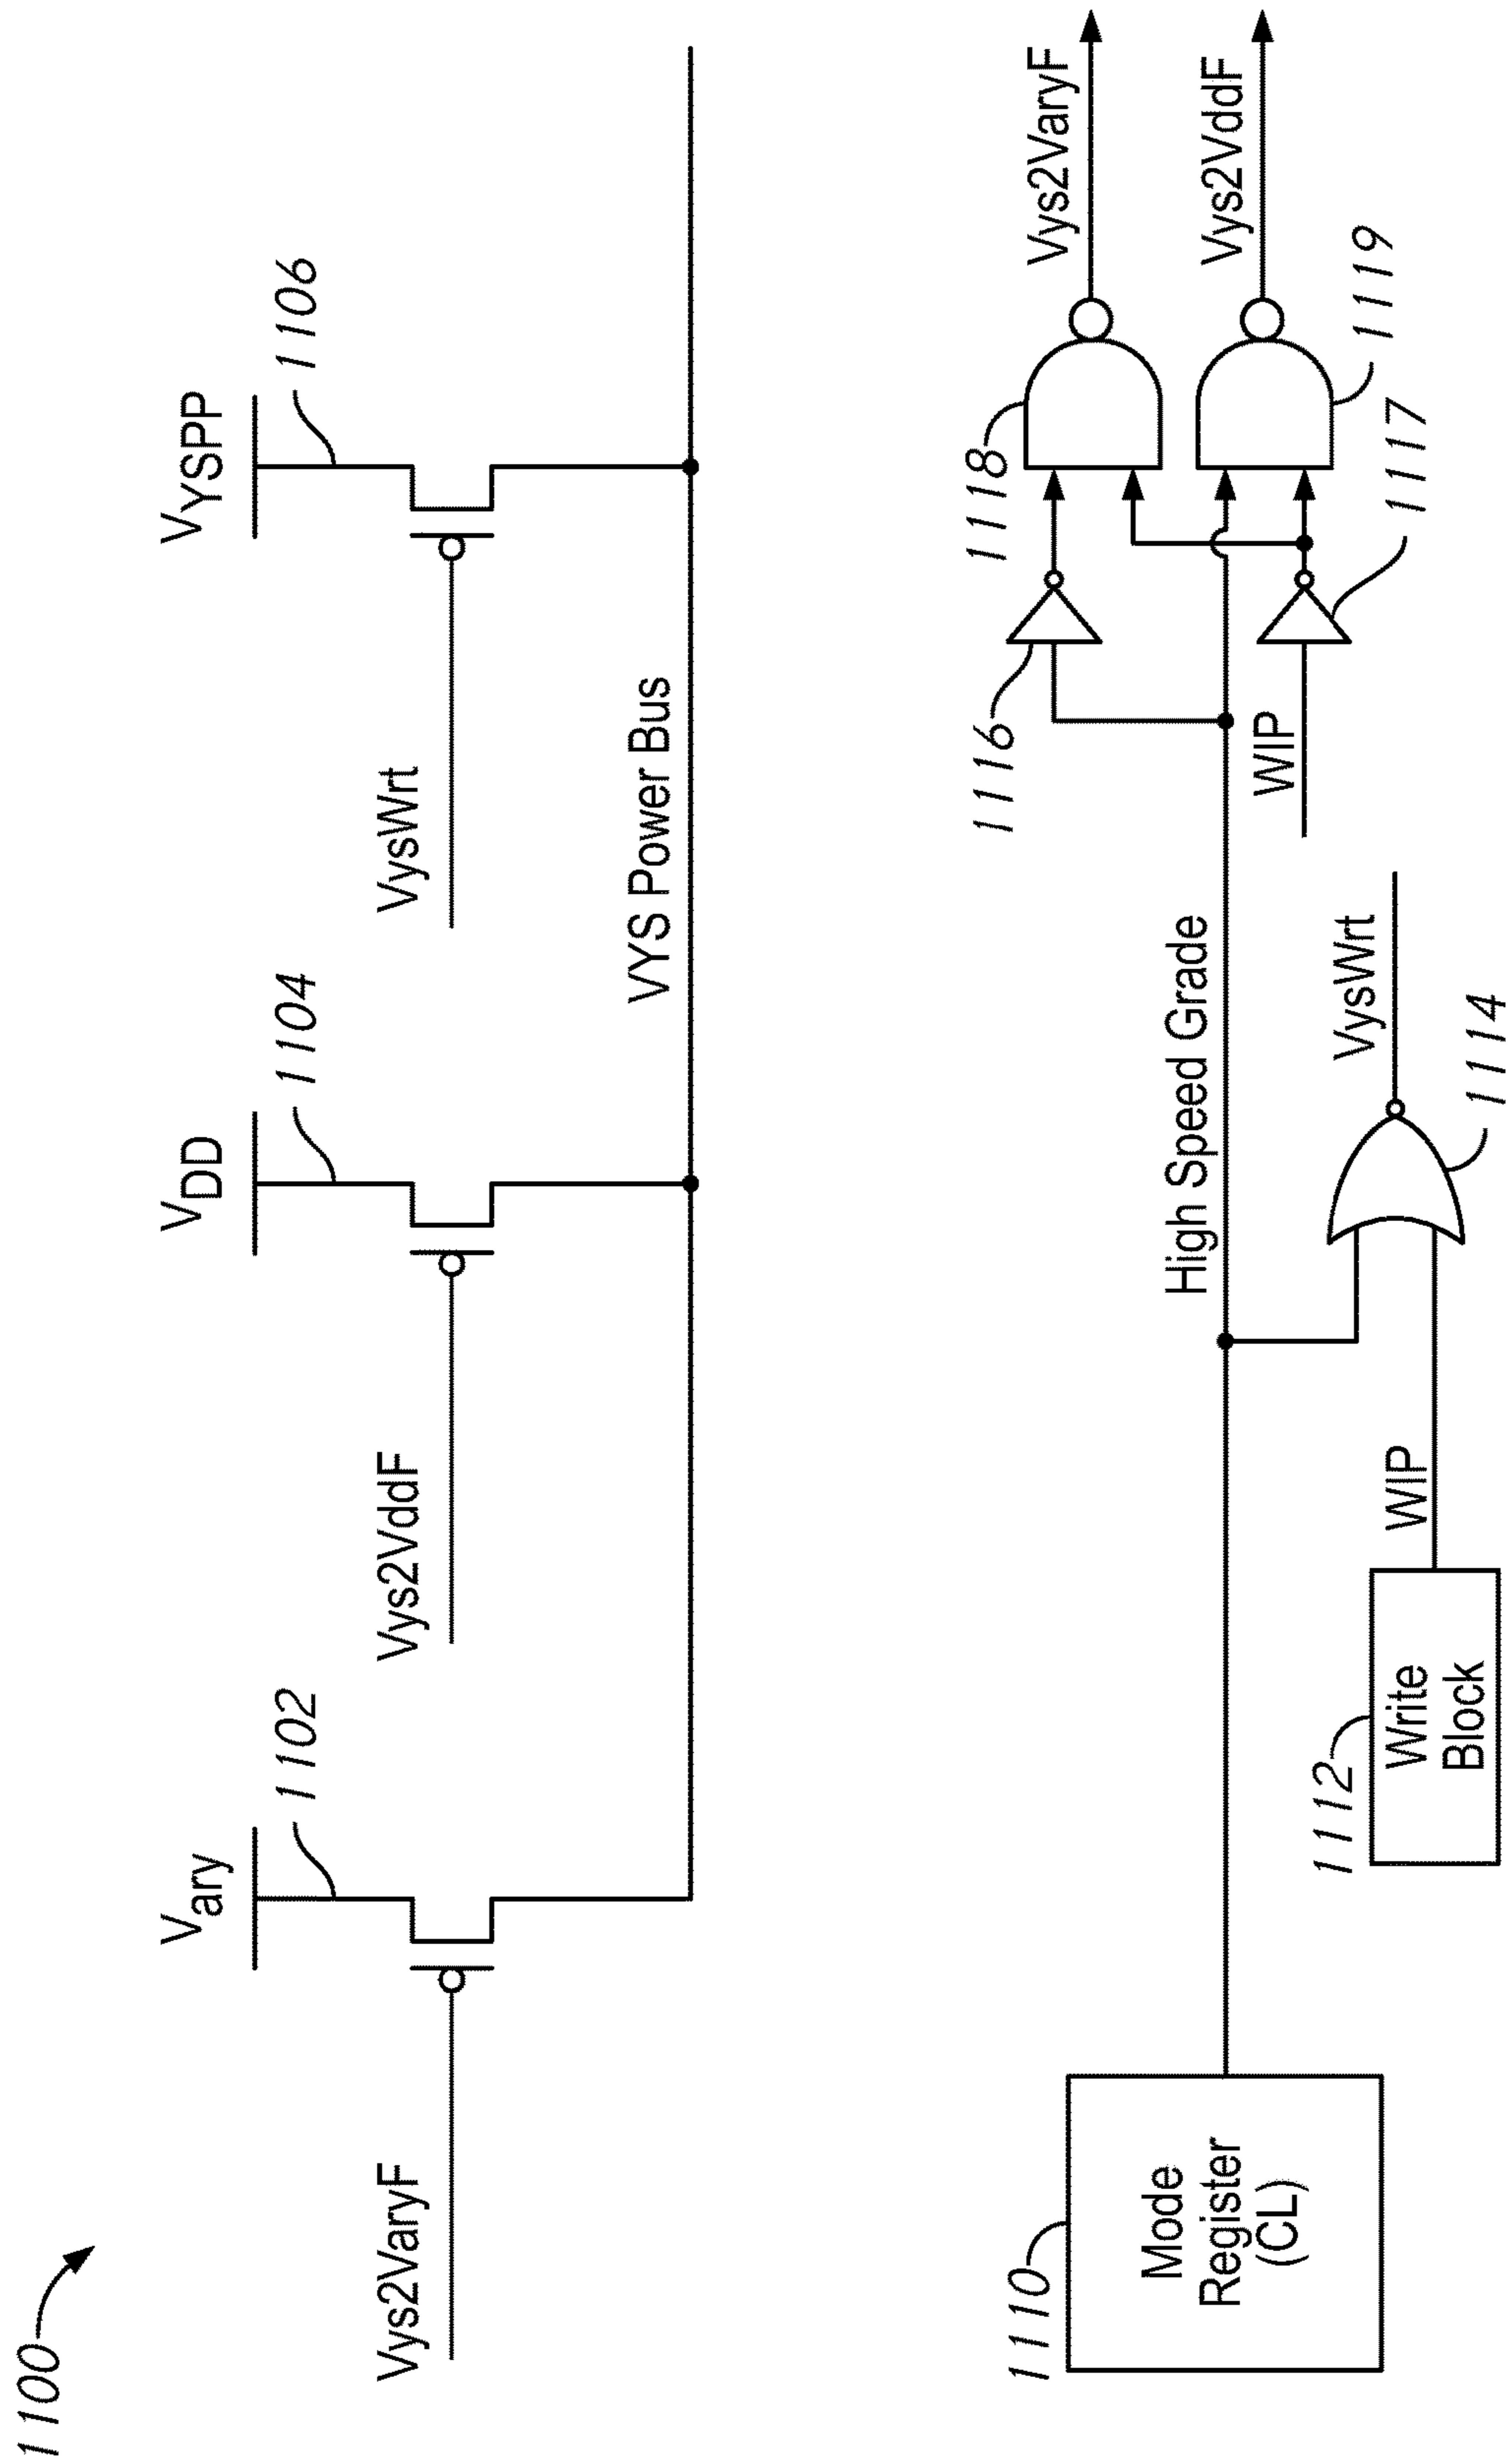 1100
Vary
VDD
VYSPP
1102
1104
1106
Vys2VaryF
Vys2VddF
VysWrt
VYS Power Bus
1110
Mode
Register
(CL)
High Speed Grade
1116
1118
Vys2VaryF
Vys2VddF
WIP
1117
1119
1112
Write
Block
WIP
VysWrt
1114